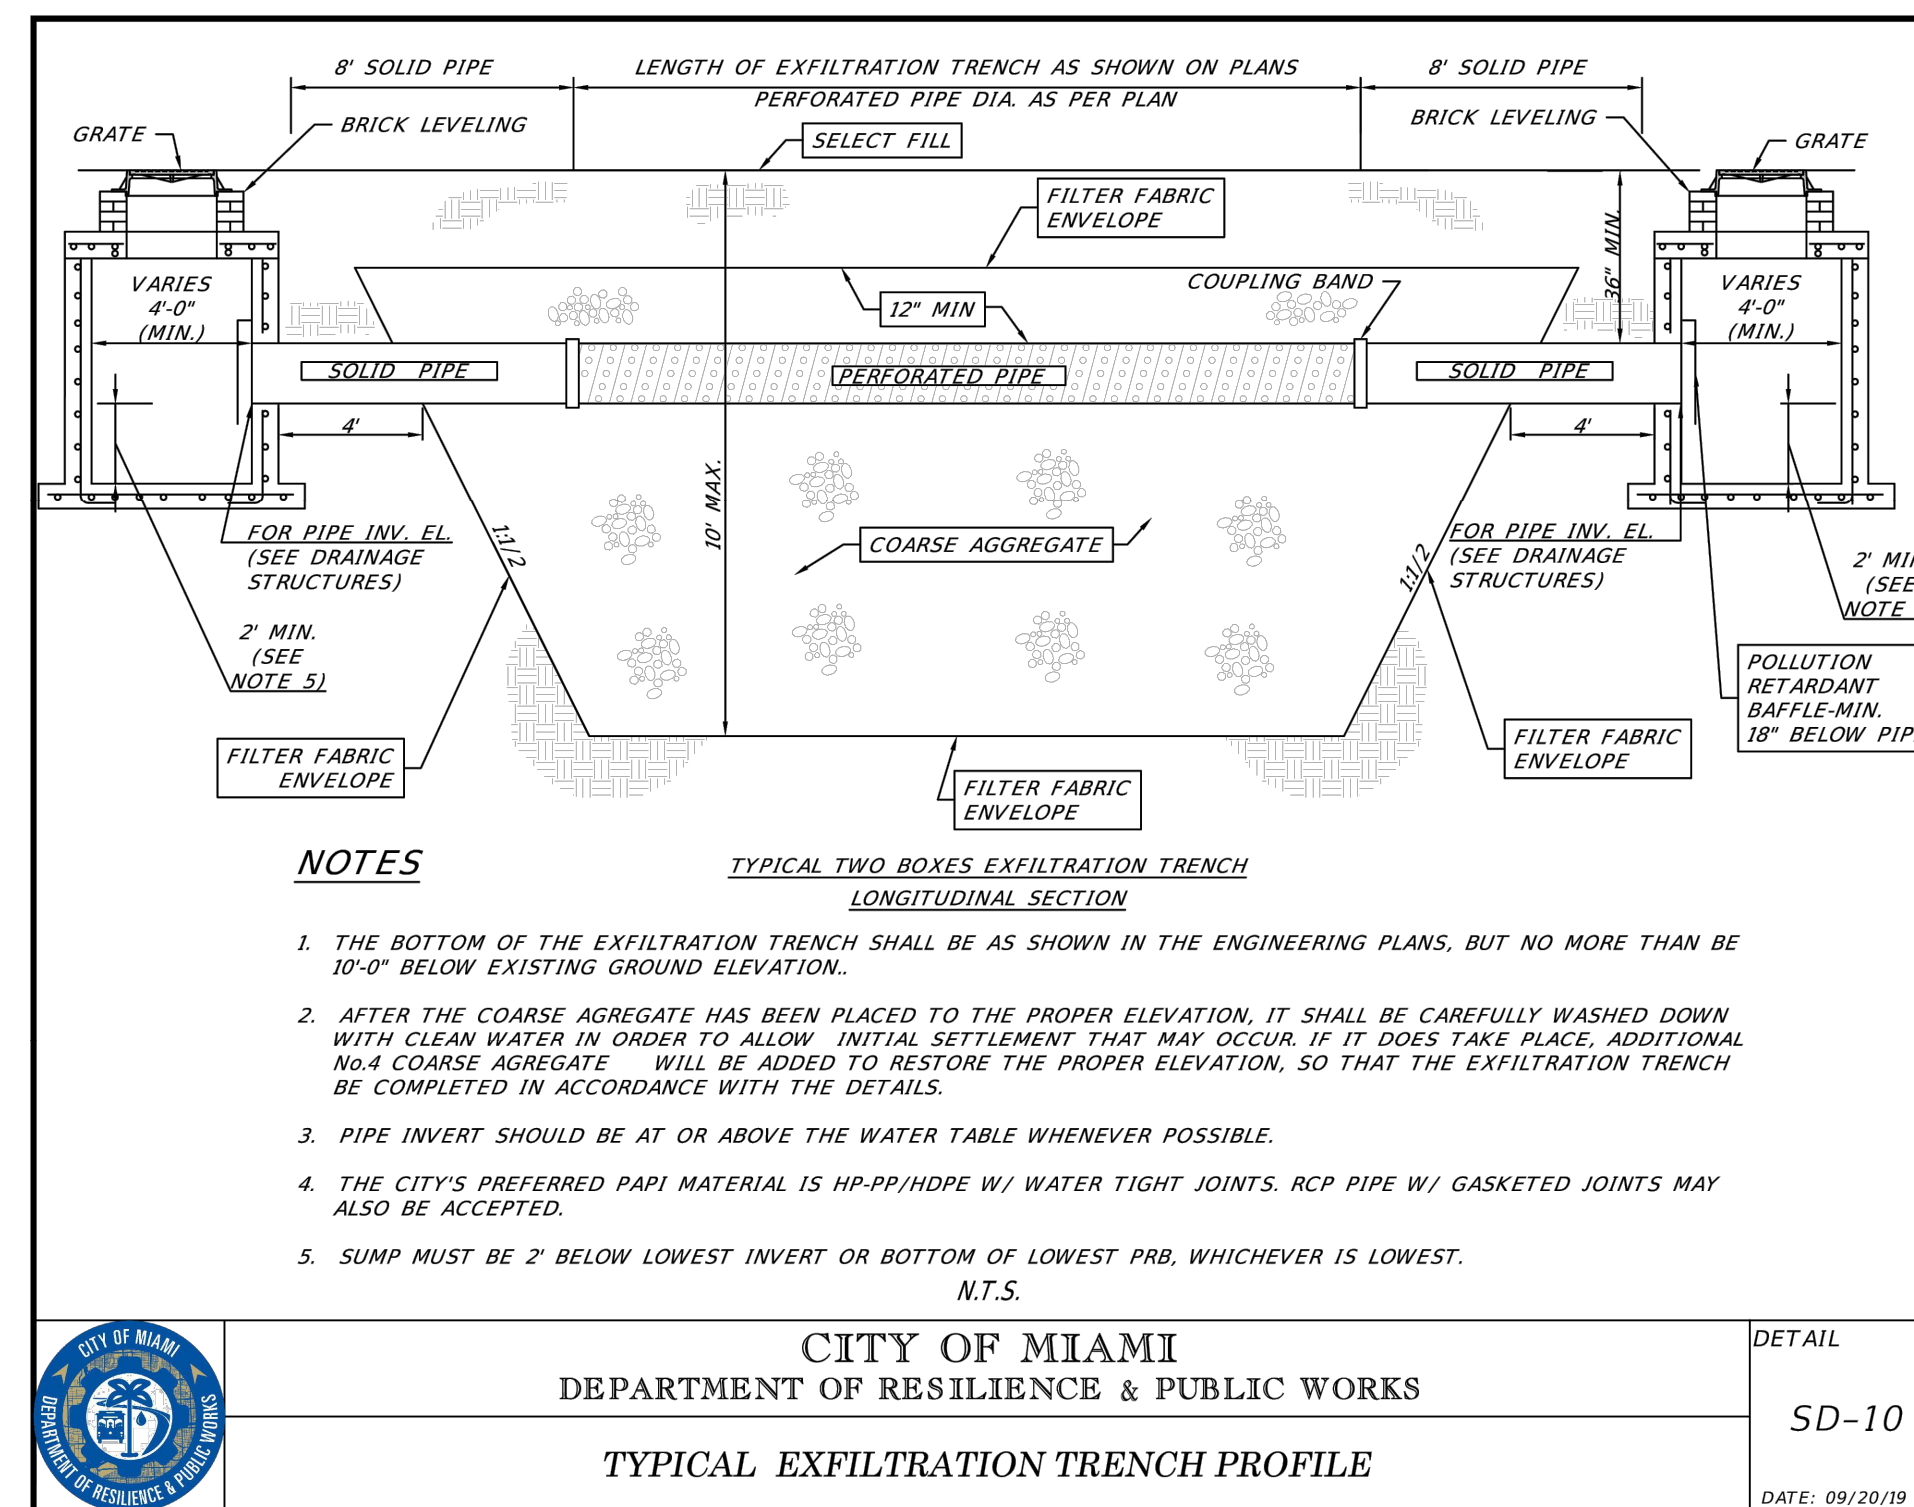 8' SOLID PIPE
LENGTH OF EXFILTRATION TRENCH AS SHOWN ON PLANS
8' SOLID PIPE
PERFORATED PIPE DIA. AS PER PLAN
GRATE
BRICK LEVELING
SELECT FILL
BRICK LEVELING
GRATE
FILTER FABRIC
ENVELOPE
36" MIN.
VARIES
4'-0"
(MIN.)
12" MIN
COUPLING BAND
VARIES
4'-0"
(MIN.)
SOLID PIPE
PERFORATED PIPE
SOLID PIPE
4'
4'
10' MAX.
FOR PIPE INV. EL.
(SEE DRAINAGE
STRUCTURES)
1:1/2
COARSE AGGREGATE
1:1/2
FOR PIPE INV. EL.
(SEE DRAINAGE
STRUCTURES)
2' MIN.
(SEE
NOTE 5)
2'
(SEE
NOTE
POLLUTION
RETARDANT
BAFFLE-MIN.
18" BELOW
FILTER FABRIC
ENVELOPE
FILTER FABRIC
ENVELOPE
FILTER FABRIC
ENVELOPE
NOTES
TYPICAL TWO BOXES EXFILTRATION TRENCH
LONGITUDINAL SECTION
1. THE BOTTOM OF THE EXFILTRATION TRENCH SHALL BE AS SHOWN IN THE ENGINEERING PLANS, BUT NO MORE THAN BE
10'-0" BELOW EXISTING GROUND ELEVATION..
2. AFTER THE COARSE AGREGATE HAS BEEN PLACED TO THE PROPER ELEVATION, IT SHALL BE CAREFULLY WASHED DOWN
WITH CLEAN WATER IN ORDER TO ALLOW INITIAL SETTLEMENT THAT MAY OCCUR. IF IT DOES TAKE PLACE, ADDITIONAL
No.4 COARSE AGREGATE WILL BE ADDED TO RESTORE THE PROPER ELEVATION, SO THAT THE EXFILTRATION TRENCH
BE COMPLETED IN ACCORDANCE WITH THE DETAILS.
3. PIPE INVERT SHOULD BE AT OR ABOVE THE WATER TABLE WHENEVER POSSIBLE.
4. THE CITY'S PREFERRED PAPI MATERIAL IS HP-PP/HDPE W/ WATER TIGHT JOINTS. RCP PIPE W/ GASKETED JOINTS MAY
ALSO BE ACCEPTED.
5. SUMP MUST BE 2' BELOW LOWEST INVERT OR BOTTOM OF LOWEST PRB, WHICHEVER IS LOWEST.
N.T.S.
CITY OF MIAMI
DEPARTMENT OF RESILIENCE & PUBLIC WORKS
CITY OF MIAMI
DEPARTMENT OF RESILIENCE & PUBLIC WORKS
TYPICAL EXFILTRATION TRENCH PROFILE
DETAIL
SD-10
DATE: 09/20/19